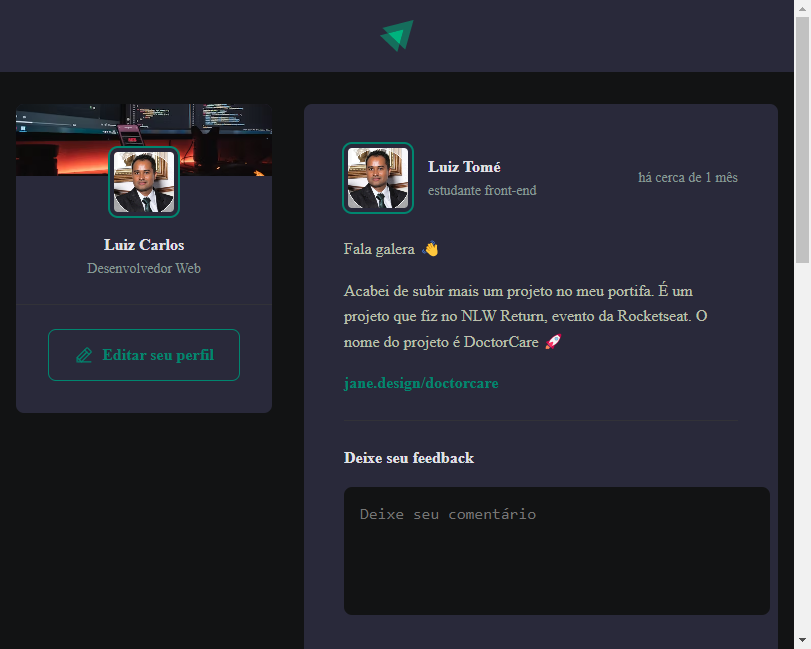 Luiz Carlos
Desenvolvedor Web
Editar seu perfil
Luiz Tomé
estudante front-end
há cerca de 1 mês
Fala galera 👋
Acabei de subir mais um projeto no meu portifa. É um
projeto que fiz no NLW Return, evento da Rocketseat. O
nome do projeto é DoctorCare 🚀
jane.design/doctorcare
Deixe seu feedback
Deixe seu comentário